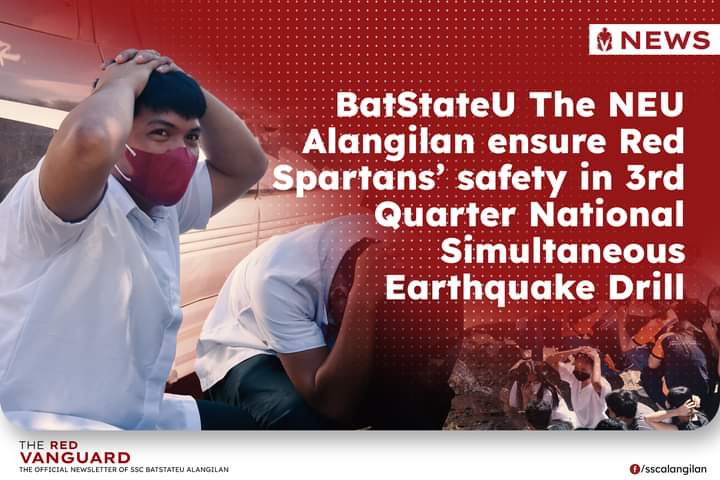 NEWS
BatStateU The NEU
Alangilan ensure Red
Spartans’ safety in 3rd
Quarter National
Simultaneous
Earthquake Drill
THE RED
VANGUARD
THE OFFICIAL NEWSLETTER OF SSC BATSTATEU ALANGILAN
/sscalangilan